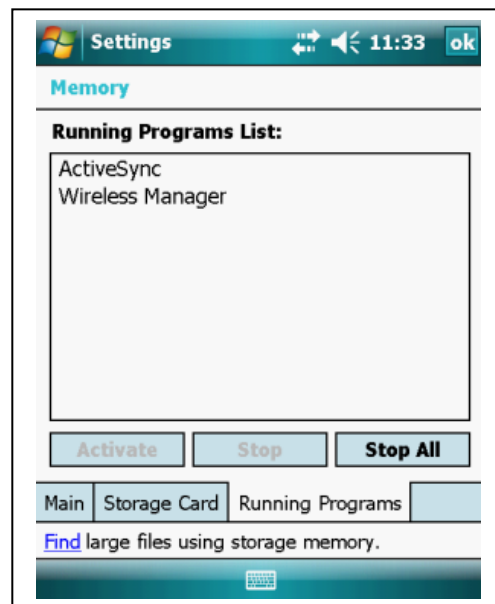 Settings 11:33 ok
Memory
Running Programs List:
ActiveSync
Wireless Manager
Activate Stop Stop All
Main Storage Card Running Programs
Find large files using storage memory.